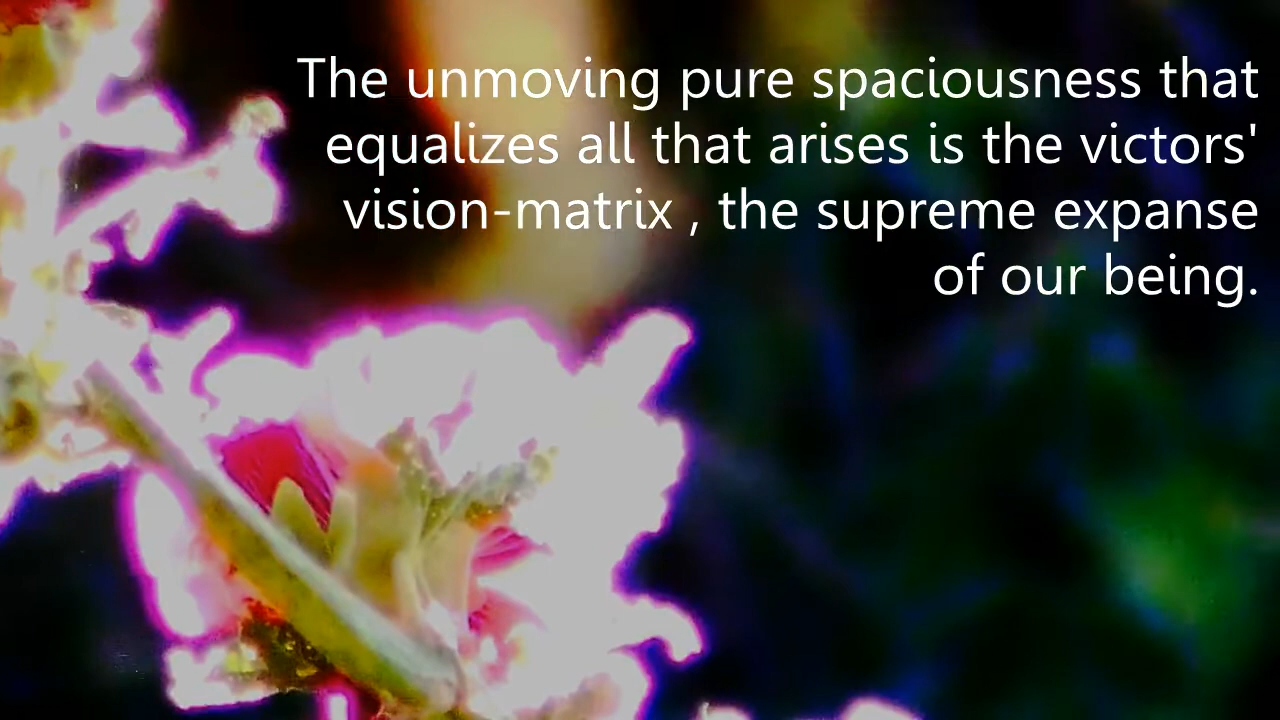 The unmoving pure spaciousness that
equalizes all that arises is the victors'
vision-matrix , the supreme expanse
of our being.